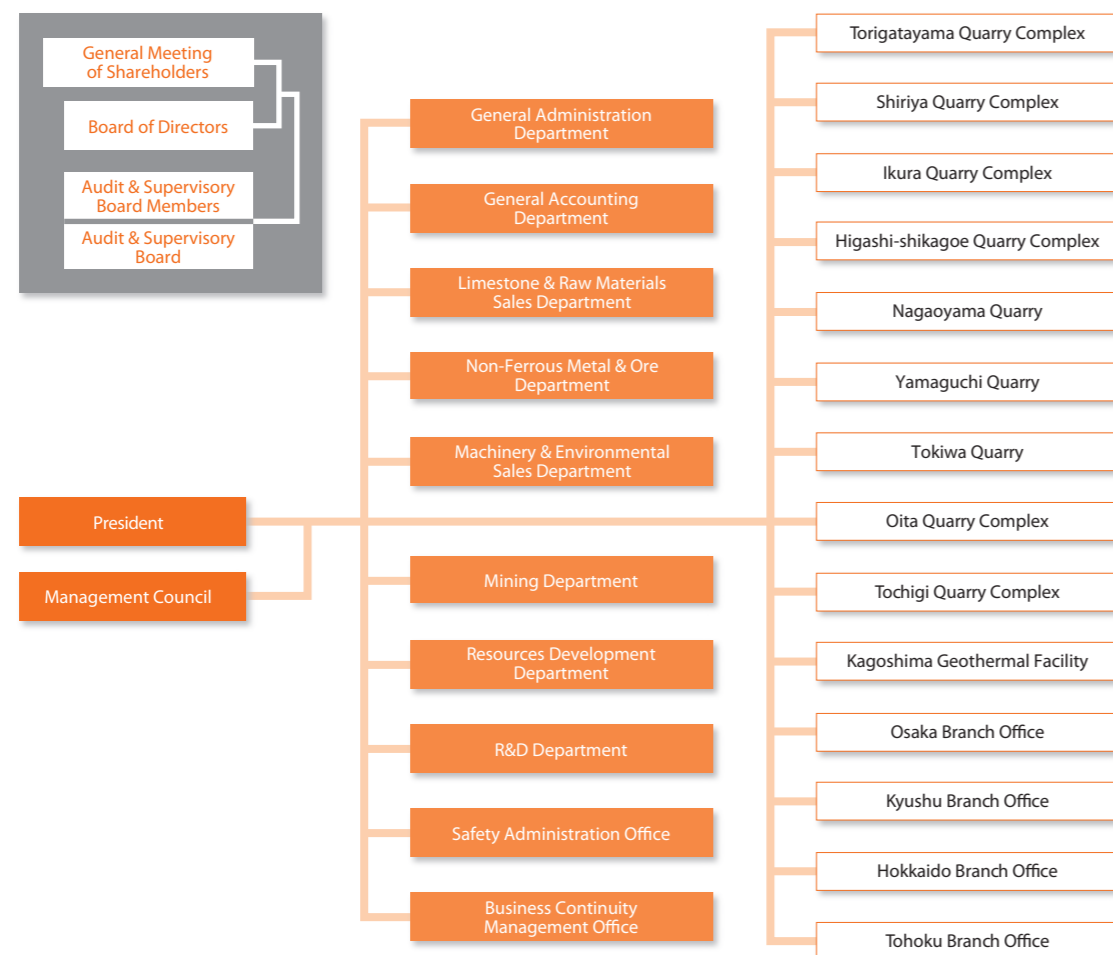 General Meeting
of Shareholders
Board of Directors
Audit & Supervisory
Board Members
Audit & Supervisory
Board
President
Management Council
General Administration
Department
General Accounting
Department
Limestone & Raw Materials
Sales Department
Non-Ferrous Metal & Ore
Department
Machinery & Environmental
Sales Department
Mining Department
Resources Development
Department
R&D Department
Safety Administration Office
Business Continuity
Management Office
Torigatayama Quarry Complex
Shiriya Quarry Complex
Ikura Quarry Complex
Higashi-shikagoe Quarry Complex
Nagaoyama Quarry
Yamaguchi Quarry
Tokiwa Quarry
Oita Quarry Complex
Tochigi Quarry Complex
Kagoshima Geothermal Facility
Osaka Branch Office
Kyushu Branch Office
Hokkaido Branch Office
Tohoku Branch Office